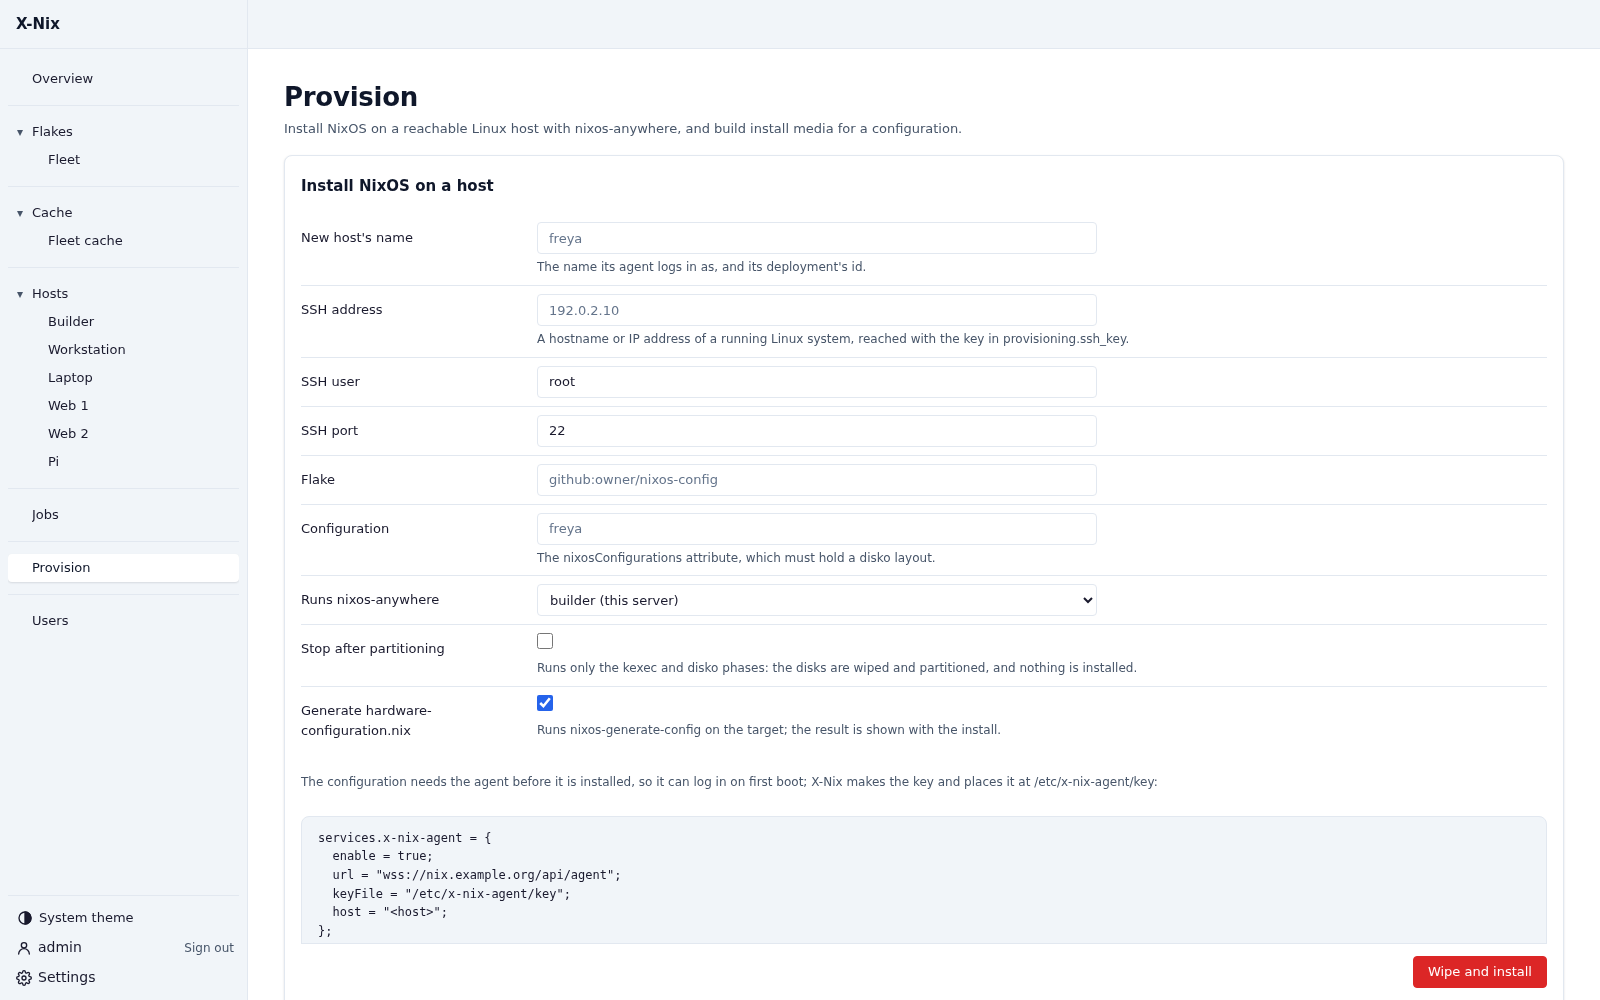 X-Nix
Overview
▾ Flakes
Fleet
▾ Cache
Fleet cache
▾ Hosts
Builder
Workstation
Laptop
Web 1
Web 2
Pi
Jobs
Provision
Users
System theme
admin
Sign out
Settings
Provision
Install NixOS on a reachable Linux host with nixos-anywhere, and build install media for a configuration.
Install NixOS on a host
New host's name
freya
The name its agent logs in as, and its deployment's id.
SSH address
192.0.2.10
A hostname or IP address of a running Linux system, reached with the key in provisioning.ssh_key.
SSH user
root
SSH port
22
Flake
github:owner/nixos-config
Configuration
freya
The nixosConfigurations attribute, which must hold a disko layout.
Runs nixos-anywhere
builder (this server)
Stop after partitioning
Runs only the kexec and disko phases: the disks are wiped and partitioned, and nothing is installed.
Generate hardware-
configuration.nix
Runs nixos-generate-config on the target; the result is shown with the install.
The configuration needs the agent before it is installed, so it can log in on first boot; X-Nix makes the key and places it at /etc/x-nix-agent/key:
services.x-nix-agent = {
  enable = true;
  url = "wss://nix.example.org/api/agent";
  keyFile = "/etc/x-nix-agent/key";
  host = "<host>";
};
Wipe and install